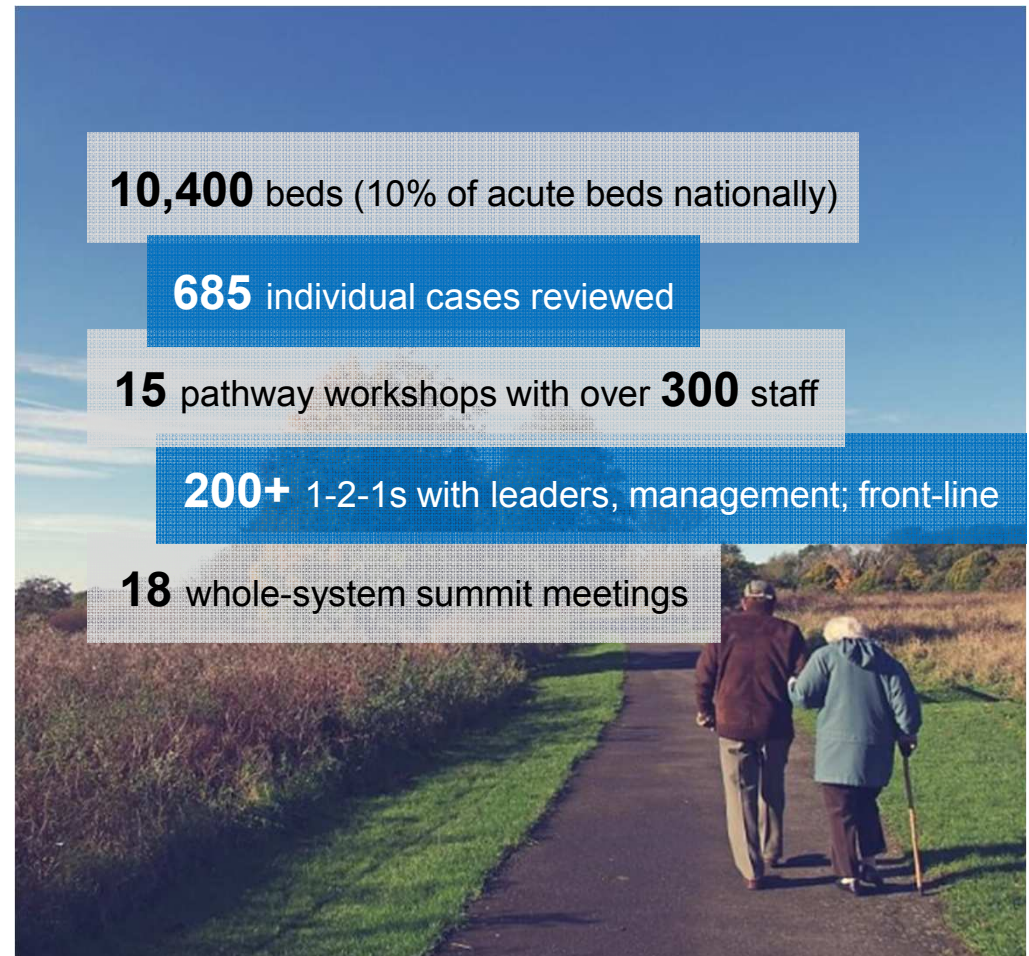 10,400 beds (10% of acute beds nationally)
685 individual cases reviewed
15 pathway workshops with over 300 staff
200+ 1-2-1s with leaders, management; front-line
18 whole-system summit meetings